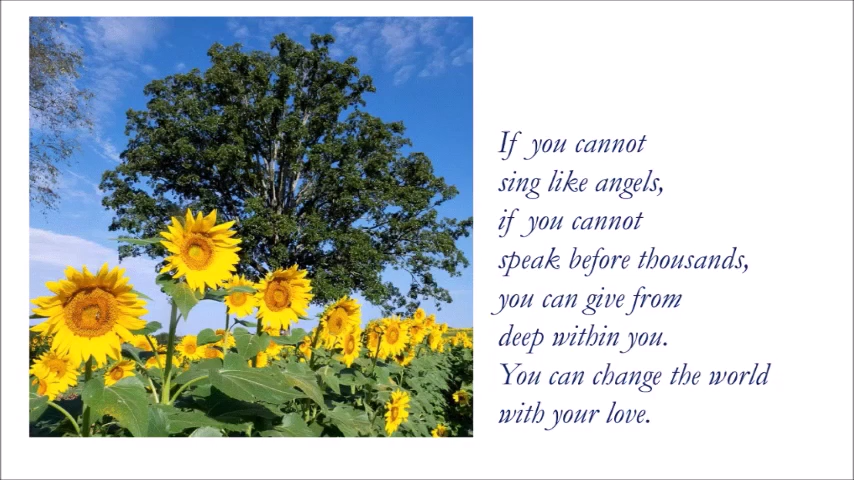 If you cannot
sing like angels,
if you cannot
speak before thousands,
you can give from
deep within you.
You can change the world
with your love.